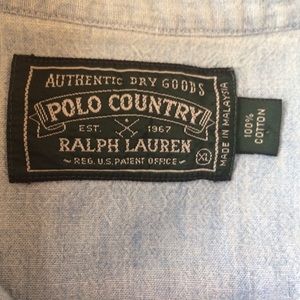 AUTHENTIC DRY GOODS
POLO COUNTRY
EST. 1967
RALPH LAUREN
XL
REG. U.S. PATENT OFFICE
MADE IN MALAYSIA
100%
COTTON